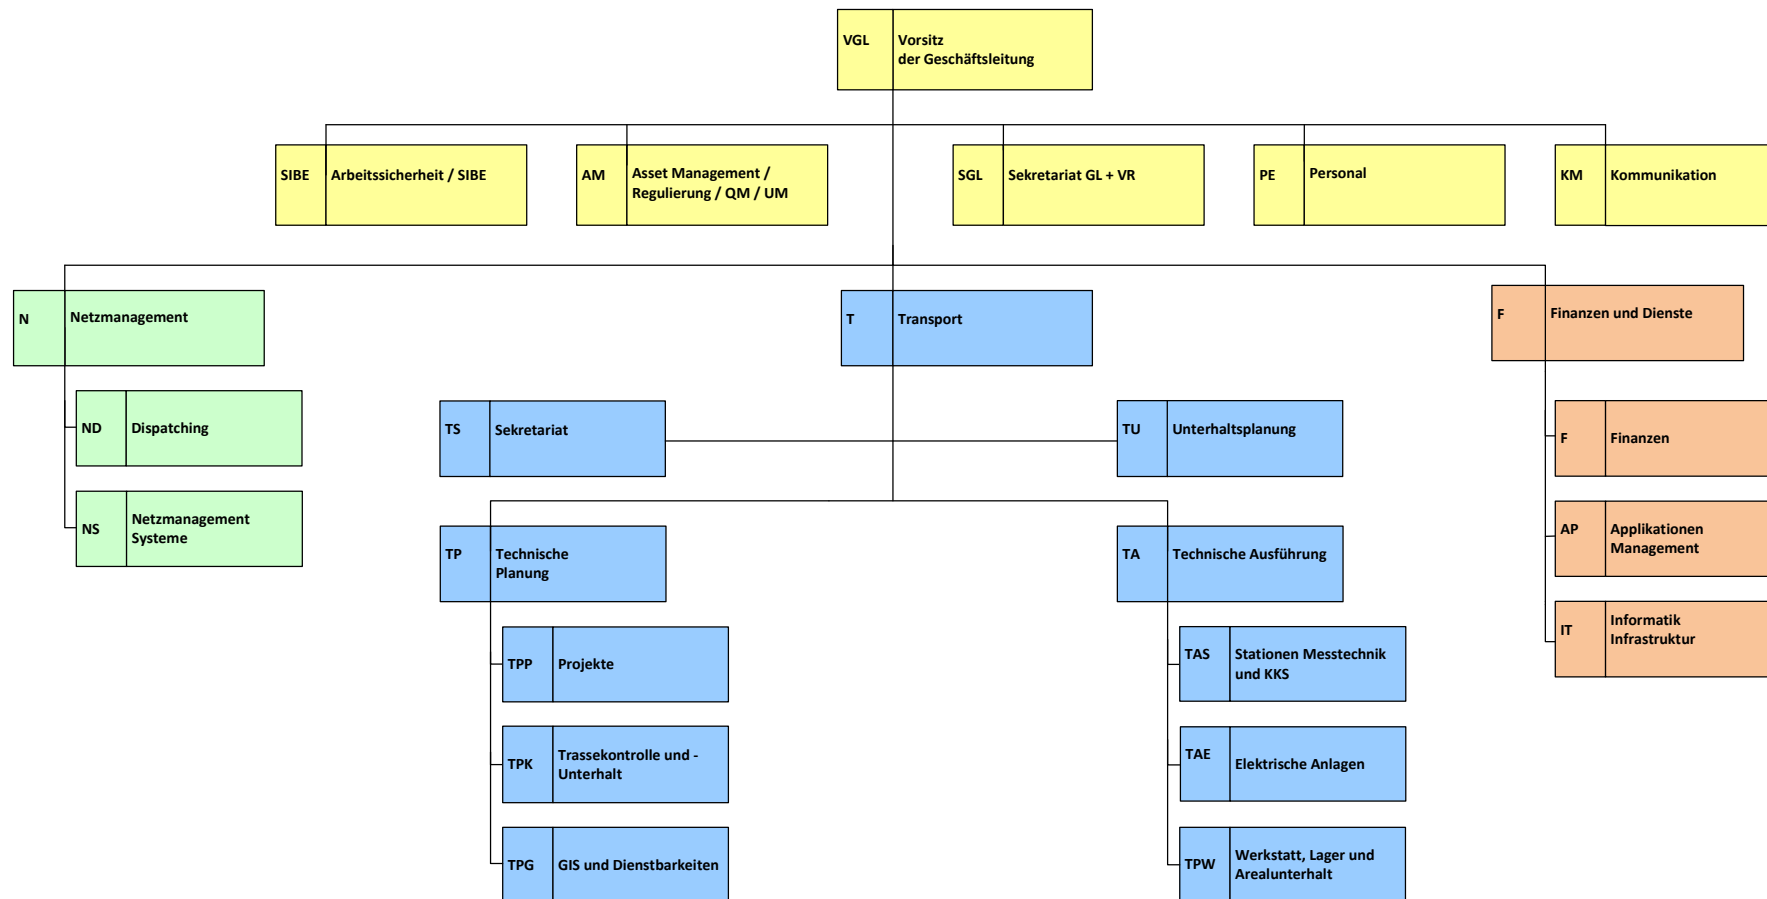 VGL
Vorsitz
der Geschäftsleitung
SIBE
Arbeitssicherheit / SIBE
AM
Asset Management /
Regulierung / QM / UM
SGL
Sekretariat GL + VR
PE
Personal
KM
Kommunikation
N
Netzmanagement
T
Transport
F
Finanzen und Dienste
ND
Dispatching
TS
Sekretariat
TU
Unterhaltsplanung
F
Finanzen
NS
Netzmanagement
Systeme
TP
Technische
Planung
TA
Technische Ausführung
AP
Applikationen
Management
TPP
Projekte
TAS
Stationen Messtechnik
und KKS
IT
Informatik
Infrastruktur
TPK
Trassekontrolle und -
Unterhalt
TAE
Elektrische Anlagen
TPG
GIS und Dienstbarkeiten
TPW
Werkstatt, Lager und
Arealunterhalt